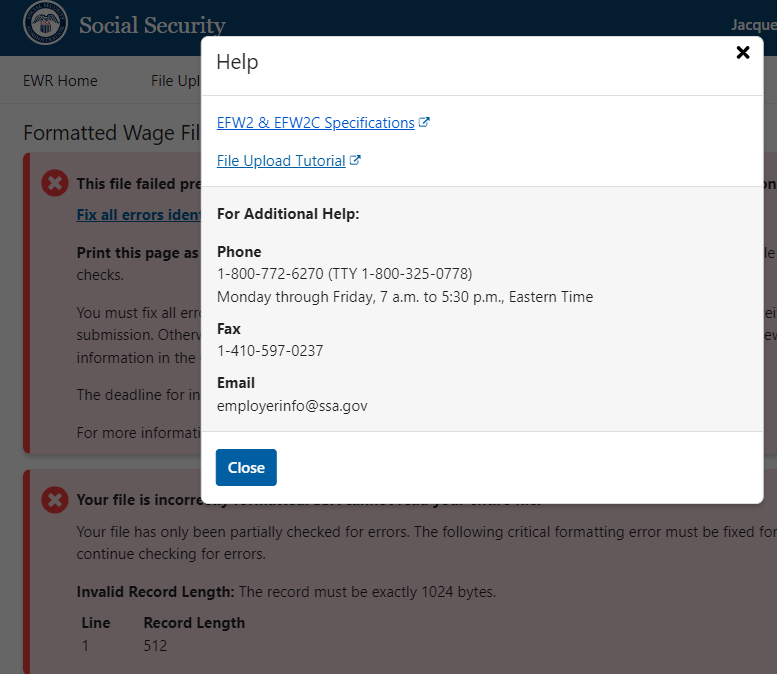 Social Security
Jacque
EWR Home
File Upl
Help
EFW2 & EFW2C Specifications
File Upload Tutorial
For Additional Help:
Phone
1-800-772-6270 (TTY 1-800-325-0778)
Monday through Friday, 7 a.m. to 5:30 p.m., Eastern Time
Fax
1-410-597-0237
Email
employerinfo@ssa.gov
Close
Formatted Wage Fil
This file failed pre
Fix all errors ident
Print this page as
checks.
You must fix all erro
submission. Otherw
information in the
The deadline for in
For more informati
Your file is incorre
Your file has only been partially checked for errors. The following critical formatting error must be fixed for
continue checking for errors.
Invalid Record Length: The record must be exactly 1024 bytes.
Line Record Length
1 512